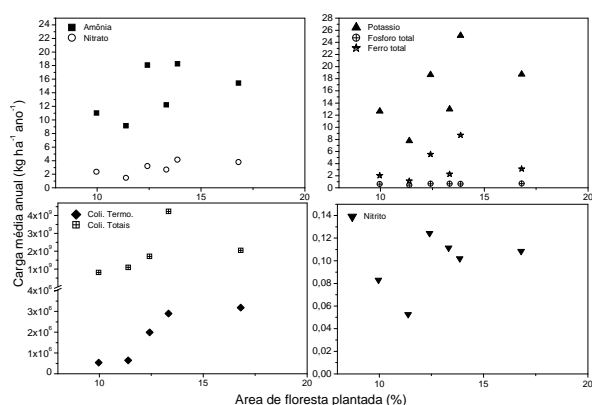 Amônia
Nitrato
28
26
24
22
20
18
16
14
12
10
8
6
4
2
0
10
15
20
Potassio
Fosforo total
Ferro total
28
26
24
22
20
18
16
14
12
10
8
6
4
2
0
10
15
20
Carga média anual (kg ha⁻¹ ano⁻¹)
Coli. Termo.
Coli. Totais
4x10⁹
3x10⁹
2x10⁹
1x10⁹
4x10⁶
3x10⁶
2x10⁶
1x10⁶
0
10
15
20
Nitrito
0,14
0,12
0,10
0,08
0,06
0,04
0,02
0,00
10
15
20
Area de floresta plantada (%)